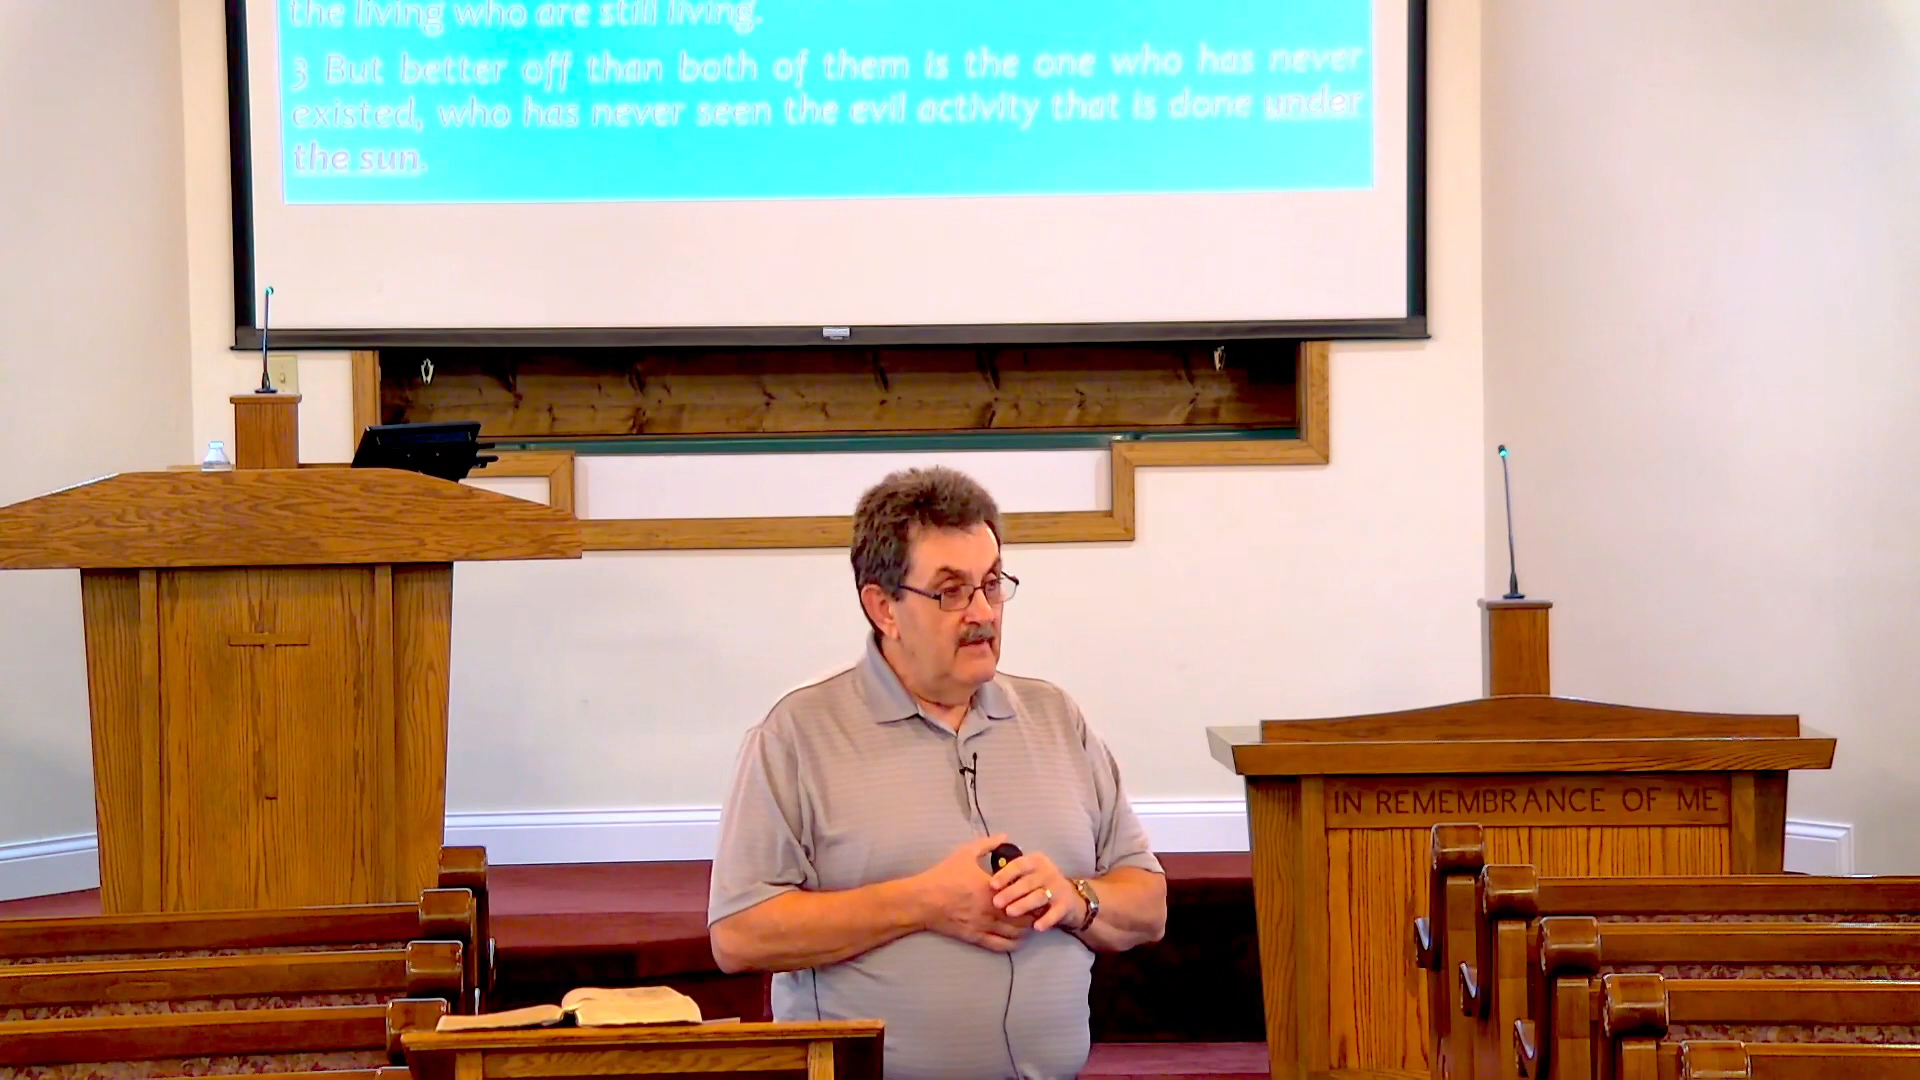 the living who are still living.
3 But better off than both of them is the one who has never
existed, who has never seen the evil activity that is done under
the sun.
IN REMEMBRANCE OF ME